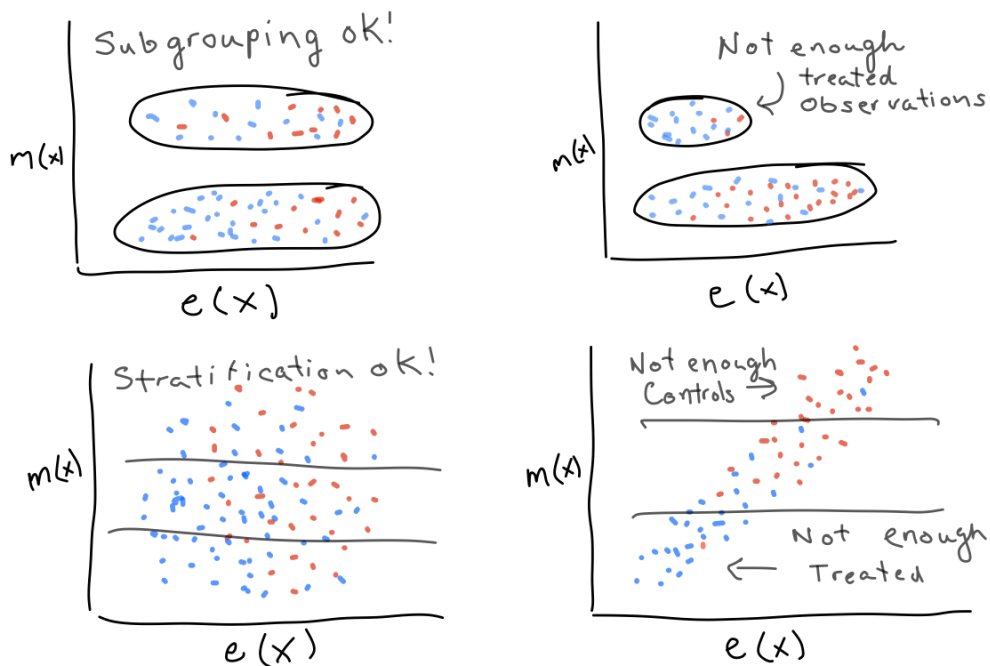 Subgrouping OK!
m(x)
e(x)
Not enough
treated
Observations
m(x)
e(x)
Stratification OK!
m(x)
e(x)
Not enough
Controls
m(x)
Not enough
Treated
e(x)